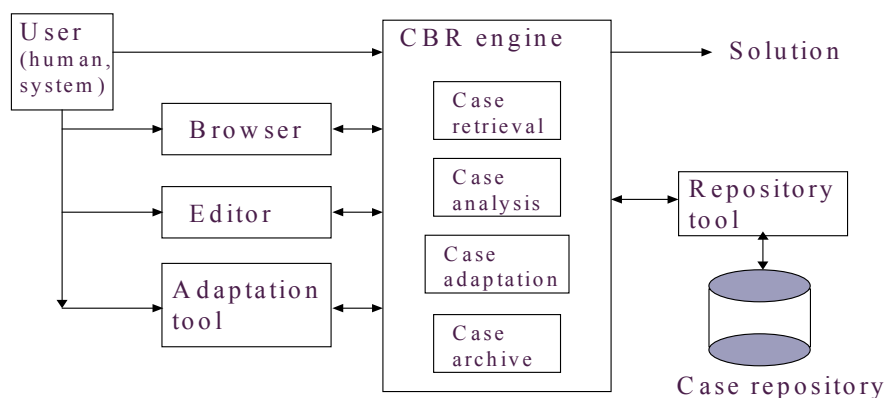 User
(human,
system)
CBR engine
Solution
Case
retrieval
Browser
Case
analysis
Repository
tool
Editor
Case
adaptation
Adaptation
tool
Case
archive
Case repository